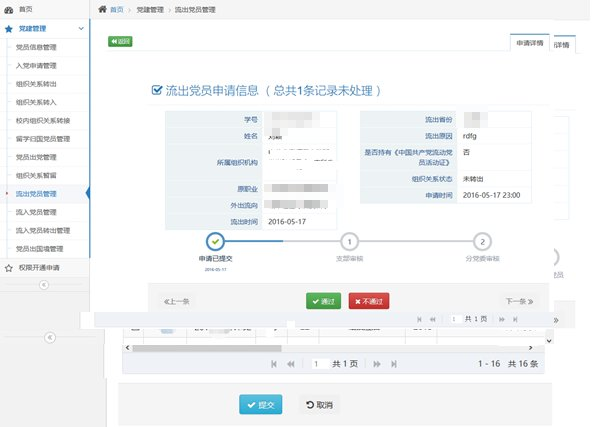 首页
首页 > 党建管理 > 流出党员管理
党建管理
党员信息管理
入党申请管理
组织关系转出
组织关系转入
校内组织关系转接
留学归国党员管理
党员出党管理
组织关系暂留
流出党员管理
流入党员管理
流入党员转出管理
党员出国境管理
权限开通申请
返回
申请详情
详情
流出党员申请信息 （ 总共1条记录未处理 ）
学号
流出省份
姓名
流出原因 rdfg
所属组织机构
是否持有《中国共产党流动党员活动证》 否
组织关系状态 未转出
原职业
申请时间 2016-05-17 23:00
外出流向
流出时间 2016-05-17
1 2
申请已提交 支部审核 分党委审核
2016-05-17
党员
上一条 通过 不通过 下一条
1 共 1 页
1 共 1 页 1 - 16 共 16 条
提交 取消